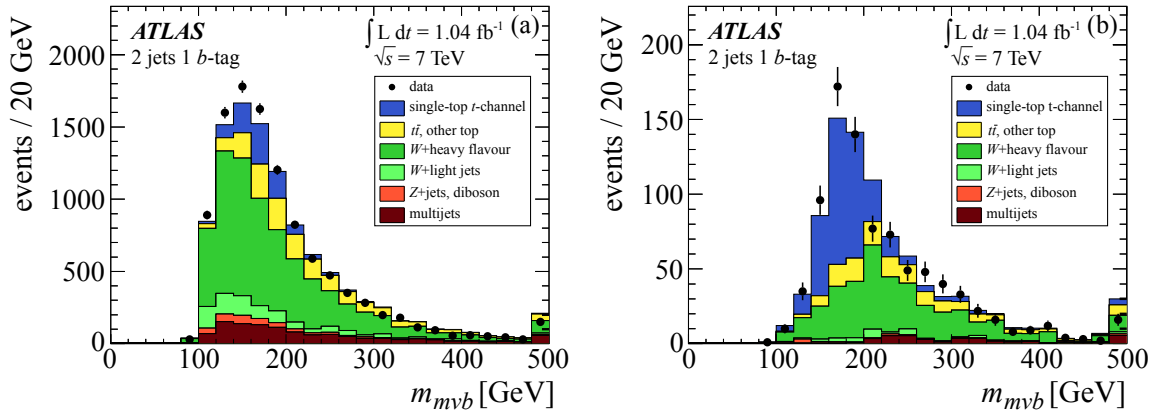 events / 20 GeV
2000
1500
1000
500
0
ATLAS
2 jets 1 b-tag
(a)
∫ L dt = 1.04 fb⁻¹
√s = 7 TeV
data
single-top t-channel
tt̄, other top
W+heavy flavour
W+light jets
Z+jets, diboson
multijets
0 100 200 300 400 500
m_mvb [GeV]
events / 20 GeV
200
150
100
50
0
ATLAS
2 jets 1 b-tag
(b)
∫ L dt = 1.04 fb⁻¹
√s = 7 TeV
data
single-top t-channel
tt̄, other top
W+heavy flavour
W+light jets
Z+jets, diboson
multijets
0 100 200 300 400 500
m_mvb [GeV]